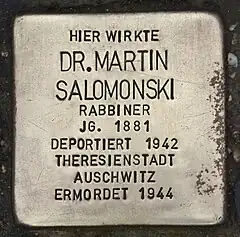 HIER WIRKTE
DR. MARTIN
SALOMONSKI
RABBINER
JG. 1881
DEPORTIERT 1942
THERESIENSTADT
AUSCHWITZ
ERMORDET 1944